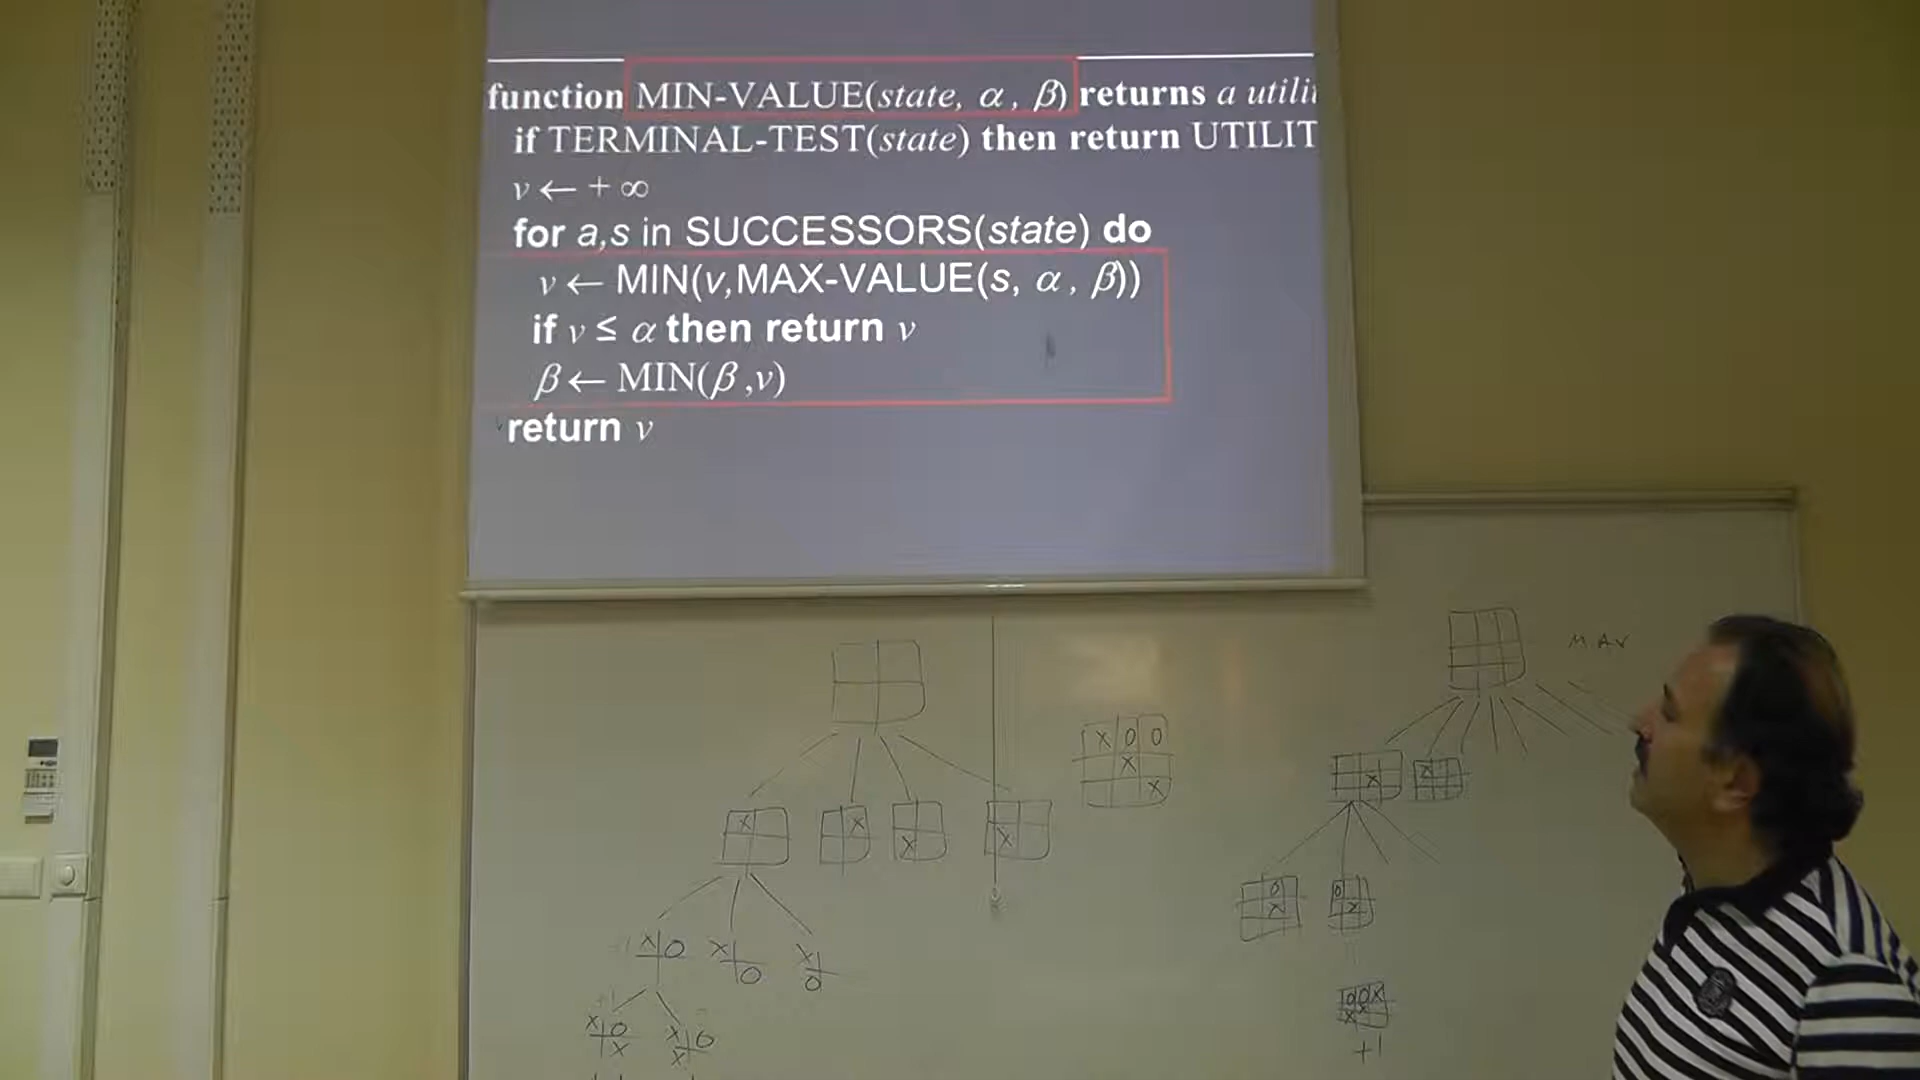 function MIN-VALUE(state, α , β) returns a utili
if TERMINAL-TEST(state) then return UTILIT
v ← + ∞
for a,s in SUCCESSORS(state) do
v ← MIN(v,MAX-VALUE(s, α , β))
if v ≤ α then return v
β ← MIN(β ,v)
return v
X O O
X
X
X
X
X
X
X
X
X O
X
O
X
O
X O
X
X O
X
O
X
O
X
O O X
X X
+1